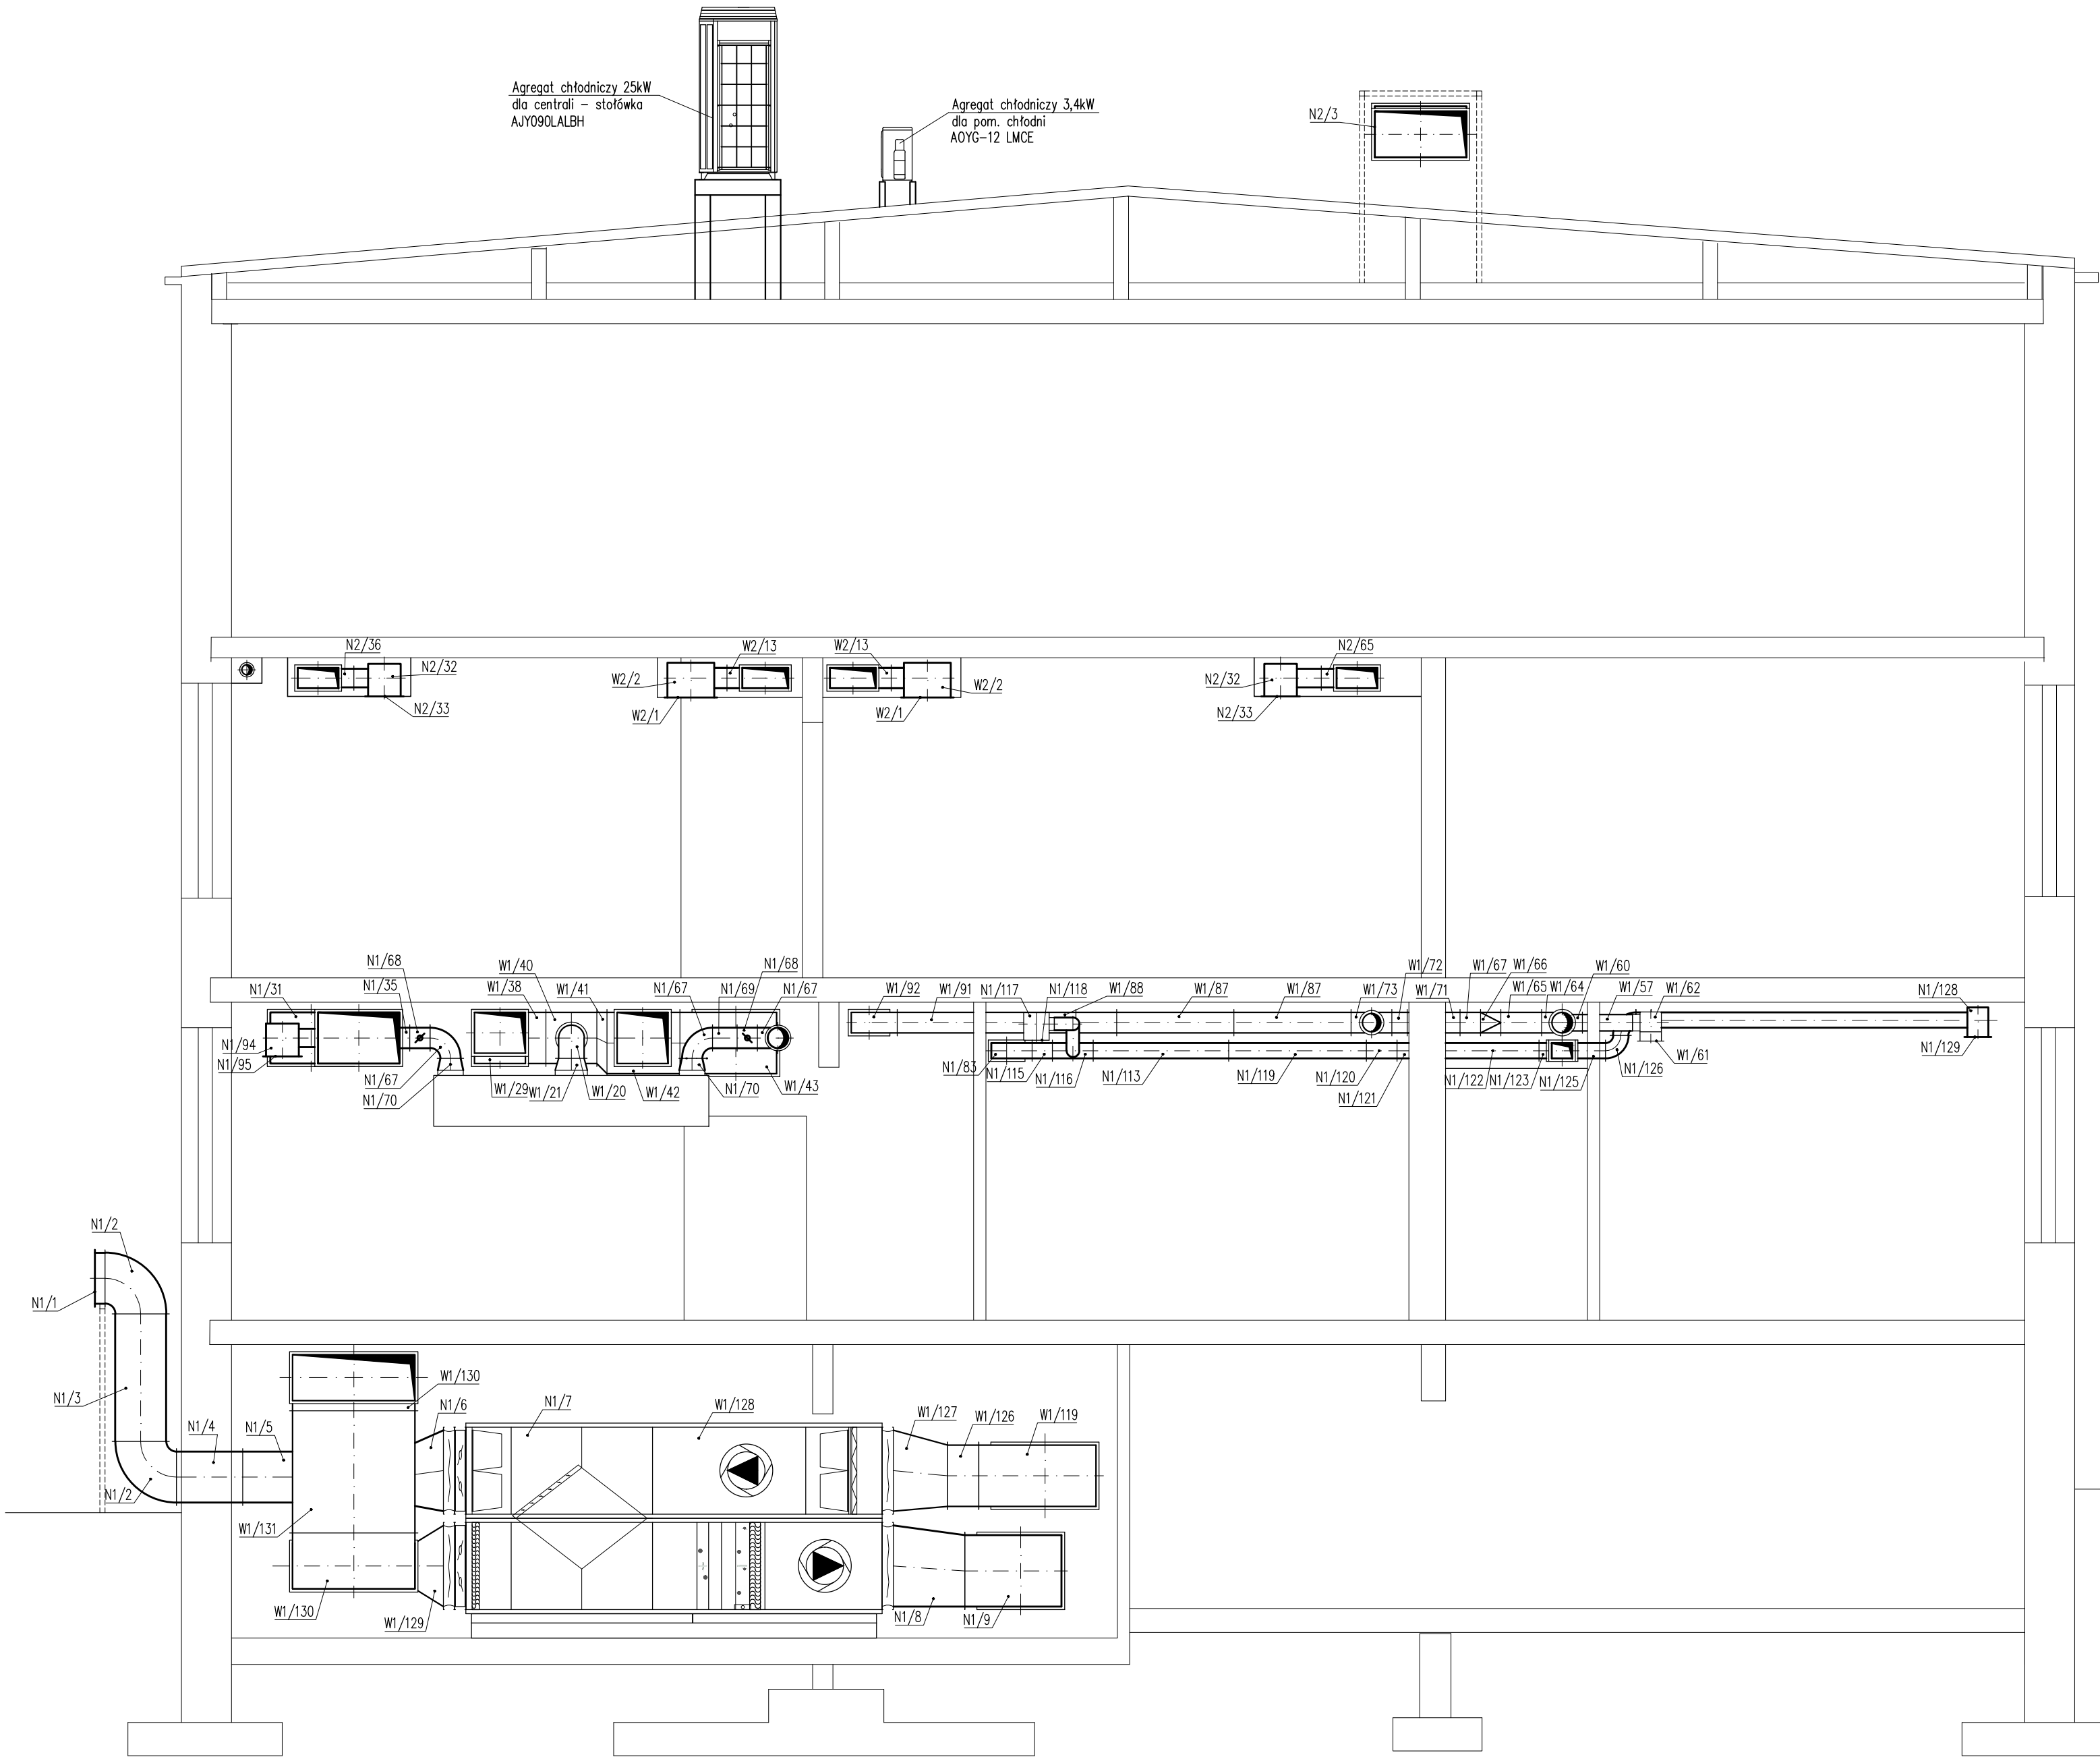 Agregat chłodniczy 25kW
dla centrali – stołówka
AJY090LALBH
Agregat chłodniczy 3,4kW
dla pom. chłodni
AOYG-12 LMCE
N2/3
N2/36
N2/32
N2/33
W2/13
W2/2
W2/1
W2/13
W2/2
W2/1
N2/65
N2/32
N2/33
N1/68
N1/31
N1/35
N1/94
N1/95
N1/67
N1/70
W1/40
W1/38
W1/41
W1/29
W1/21
W1/20
W1/42
N1/67
N1/69
N1/68
N1/67
N1/70
W1/43
W1/92
W1/91
N1/117
N1/118
W1/88
W1/87
W1/87
W1/73
W1/72
W1/71
W1/67
W1/66
W1/65
W1/64
W1/60
W1/57
W1/62
N1/128
N1/83
N1/115
N1/116
N1/113
N1/119
N1/120
N1/121
N1/122
N1/123
N1/125
N1/126
W1/61
N1/129
N1/2
N1/1
N1/3
N1/4
N1/5
N1/2
W1/130
N1/6
N1/7
W1/128
W1/127
W1/126
W1/119
W1/131
W1/130
W1/129
N1/8
N1/9